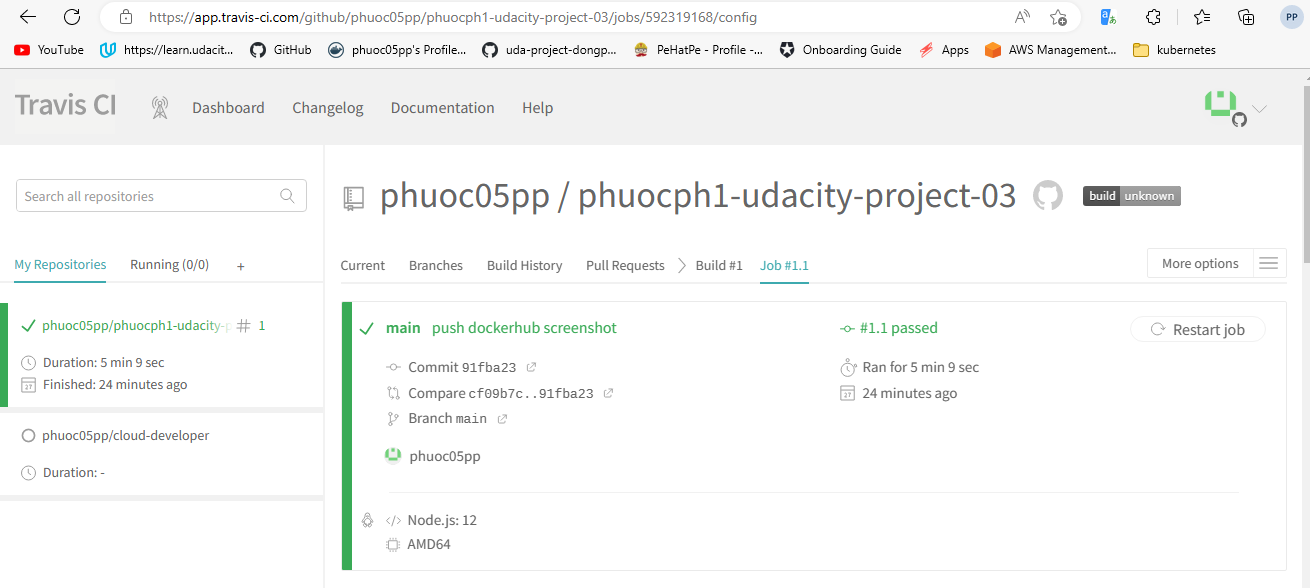 https://app.travis-ci.com/github/phuoc05pp/phuocph1-udacity-project-03/jobs/592319168/config
PP
YouTube https://learn.udacit... GitHub phuoc05pp's Profile... uda-project-dongp... PeHatPe - Profile -... Onboarding Guide Apps AWS Management... kubernetes
Travis CI Dashboard Changelog Documentation Help
Search all repositories
My Repositories Running (0/0) +
phuoc05pp/phuocph1-udacity-p # 1
Duration: 5 min 9 sec
27 Finished: 24 minutes ago
phuoc05pp/cloud-developer
Duration: -
phuoc05pp / phuocph1-udacity-project-03 build unknown
Current Branches Build History Pull Requests Build #1 Job #1.1 More options
main push dockerhub screenshot
Commit 91fba23
Compare cf09b7c..91fba23
Branch main
phuoc05pp
#1.1 passed
Ran for 5 min 9 sec
27 24 minutes ago
Restart job
</> Node.js: 12
AMD64